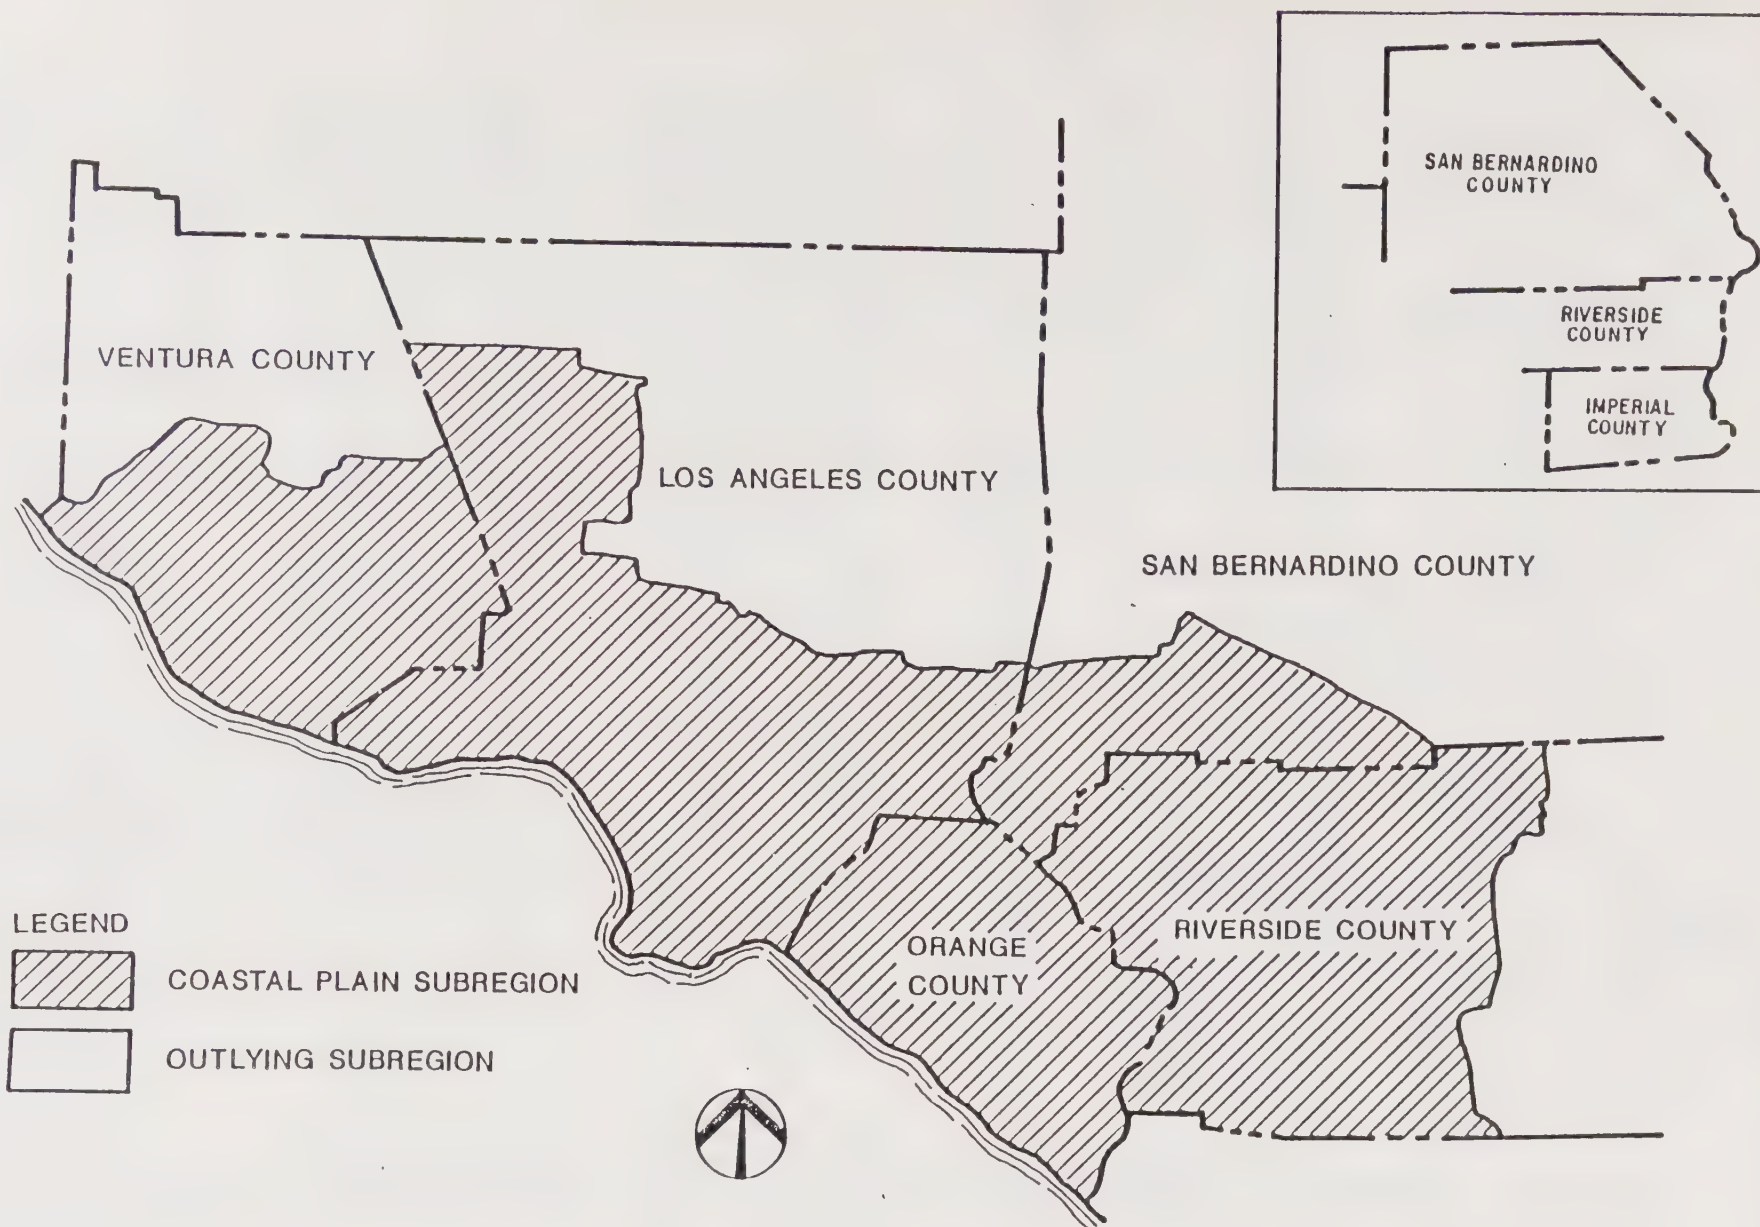 SAN BERNARDINO
COUNTY
RIVERSIDE
COUNTY
IMPERIAL
COUNTY
VENTURA COUNTY
LOS ANGELES COUNTY
SAN BERNARDINO COUNTY
ORANGE
COUNTY
RIVERSIDE COUNTY
LEGEND
COASTAL PLAIN SUBREGION
OUTLYING SUBREGION